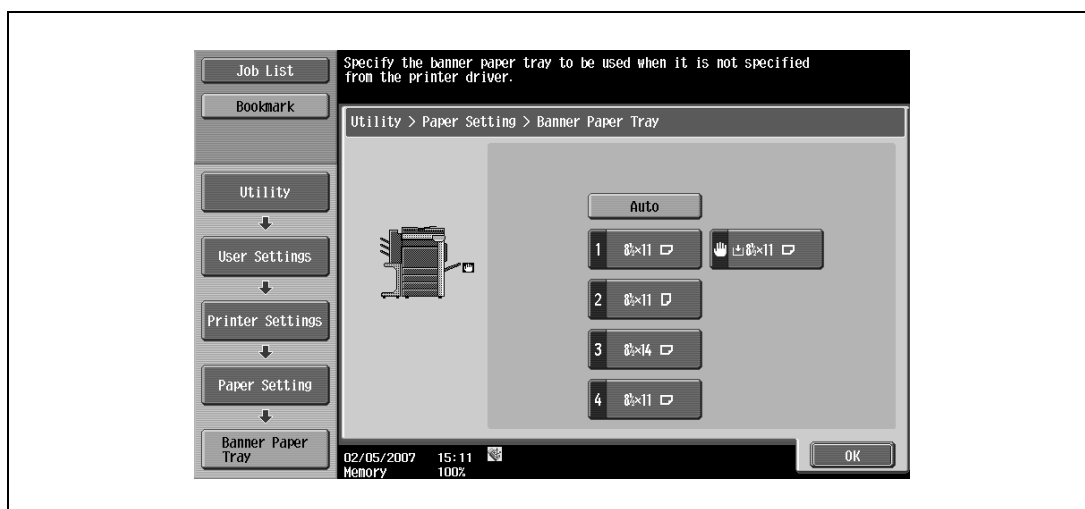 Job List
Bookmark
Specify the banner paper tray to be used when it is not specified
from the printer driver.
Utility > Paper Setting > Banner Paper Tray
Utility
User Settings
Printer Settings
Paper Setting
Banner Paper
Tray
Auto
1 8½×11
8½×11
2 8½×11
3 8½×14
4 8½×11
02/05/2007 15:11
Memory 100%
OK